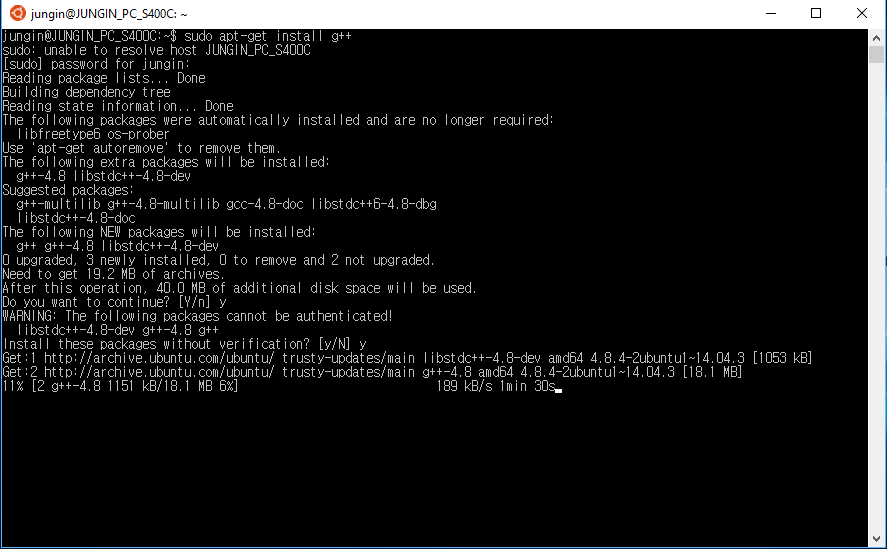 jungin@JUNGIN_PC_S400C: ~
jungin@JUNGIN_PC_S400C:~$ sudo apt-get install g++
sudo: unable to resolve host JUNGIN_PC_S400C
[sudo] password for jungin:
Reading package lists... Done
Building dependency tree
Reading state information... Done
The following packages were automatically installed and are no longer required:
  libfreetype6 os-prober
Use 'apt-get autoremove' to remove them.
The following extra packages will be installed:
  g++-4.8 libstdc++-4.8-dev
Suggested packages:
  g++-multilib g++-4.8-multilib gcc-4.8-doc libstdc++6-4.8-dbg
  libstdc++-4.8-doc
The following NEW packages will be installed:
  g++ g++-4.8 libstdc++-4.8-dev
0 upgraded, 3 newly installed, 0 to remove and 2 not upgraded.
Need to get 19.2 MB of archives.
After this operation, 40.0 MB of additional disk space will be used.
Do you want to continue? [Y/n] y
WARNING: The following packages cannot be authenticated!
  libstdc++-4.8-dev g++-4.8 g++
Install these packages without verification? [y/N] y
Get:1 http://archive.ubuntu.com/ubuntu/ trusty-updates/main libstdc++-4.8-dev amd64 4.8.4-2ubuntu1~14.04.3 [1053 kB]
Get:2 http://archive.ubuntu.com/ubuntu/ trusty-updates/main g++-4.8 amd64 4.8.4-2ubuntu1~14.04.3 [18.1 MB]
11% [2 g++-4.8 1151 kB/18.1 MB 6%] 189 kB/s 1min 30s